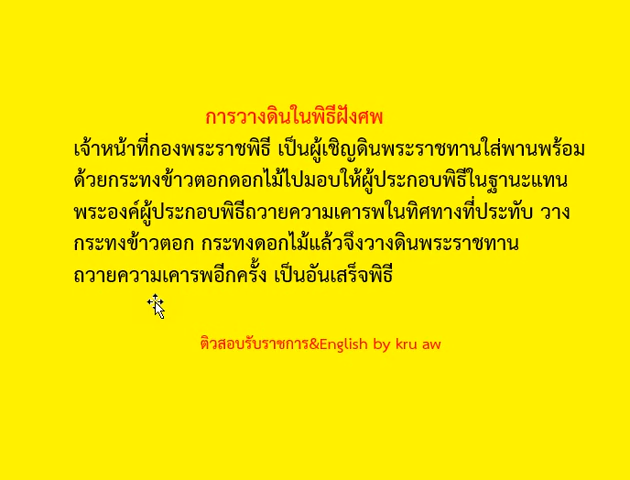 การวางดินในพิธีฝังศพ
เจ้าหน้าที่กองพระราชพิธี เป็นผู้เชิญดินพระราชทานใส่พานพร้อม
ด้วยกระทงข้าวตอกดอกไม้ไปมอบให้ผู้ประกอบพิธีในฐานะแทน
พระองค์ผู้ประกอบพิธีถวายความเคารพในทิศทางที่ประทับ วาง
กระทงข้าวตอก กระทงดอกไม้แล้วจึงวางดินพระราชทาน
ถวายความเคารพอีกครั้ง เป็นอันเสร็จพิธี
ติวสอบรับราชการ&English by kru aw